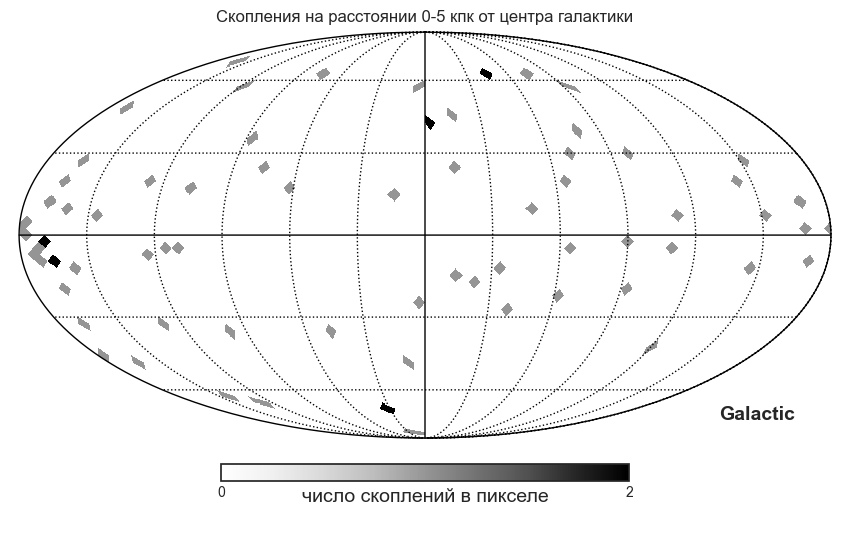 Скопления на расстоянии 0-5 кпк от центра галактики
Galactic
0 2
число скоплений в пикселе